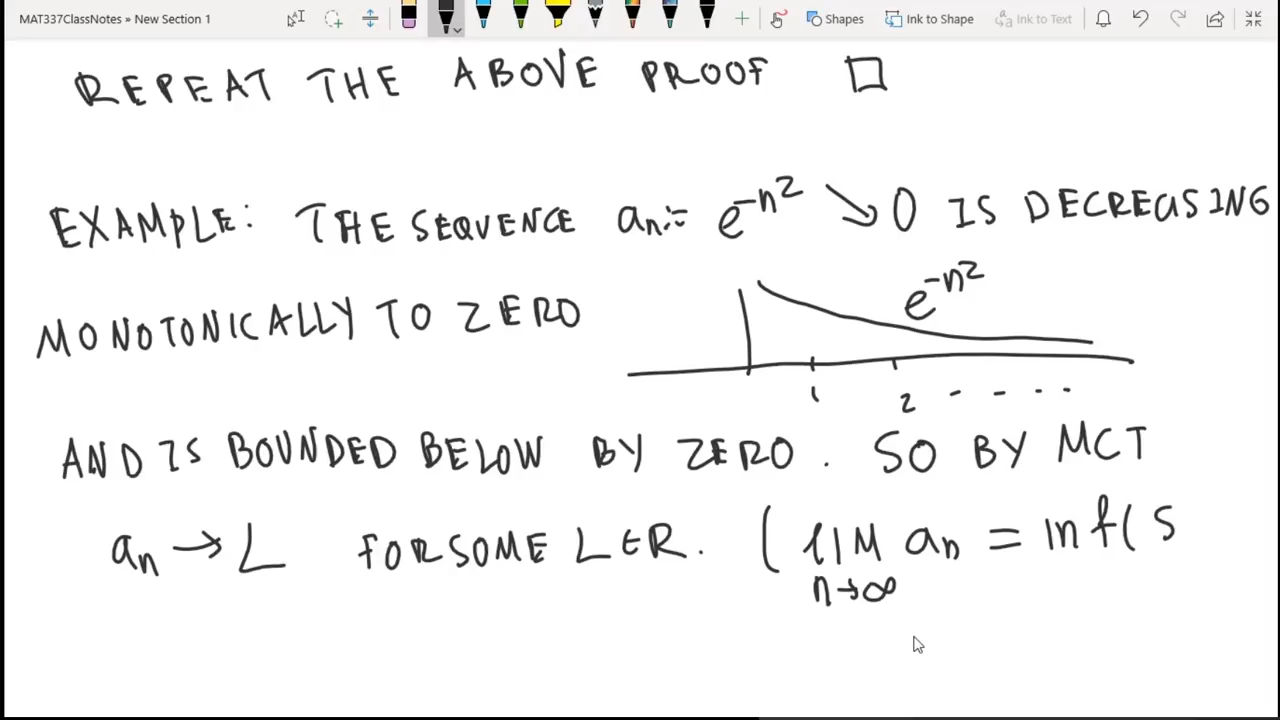 MAT337ClassNotes » New Section 1
Shapes Ink to Shape Ink to Text
REPEAT THE ABOVE PROOF □
EXAMPLE: THE SEQUENCE aₙ := e^{-n²} ↘ 0 IS DECREASING
e^{-n²}
MONOTONICALLY TO ZERO
1 2 - - - -
AND IS BOUNDED BELOW BY ZERO. SO BY MCT
aₙ → L FOR SOME L ∈ R. ( lIM aₙ = inf( S
n→∞